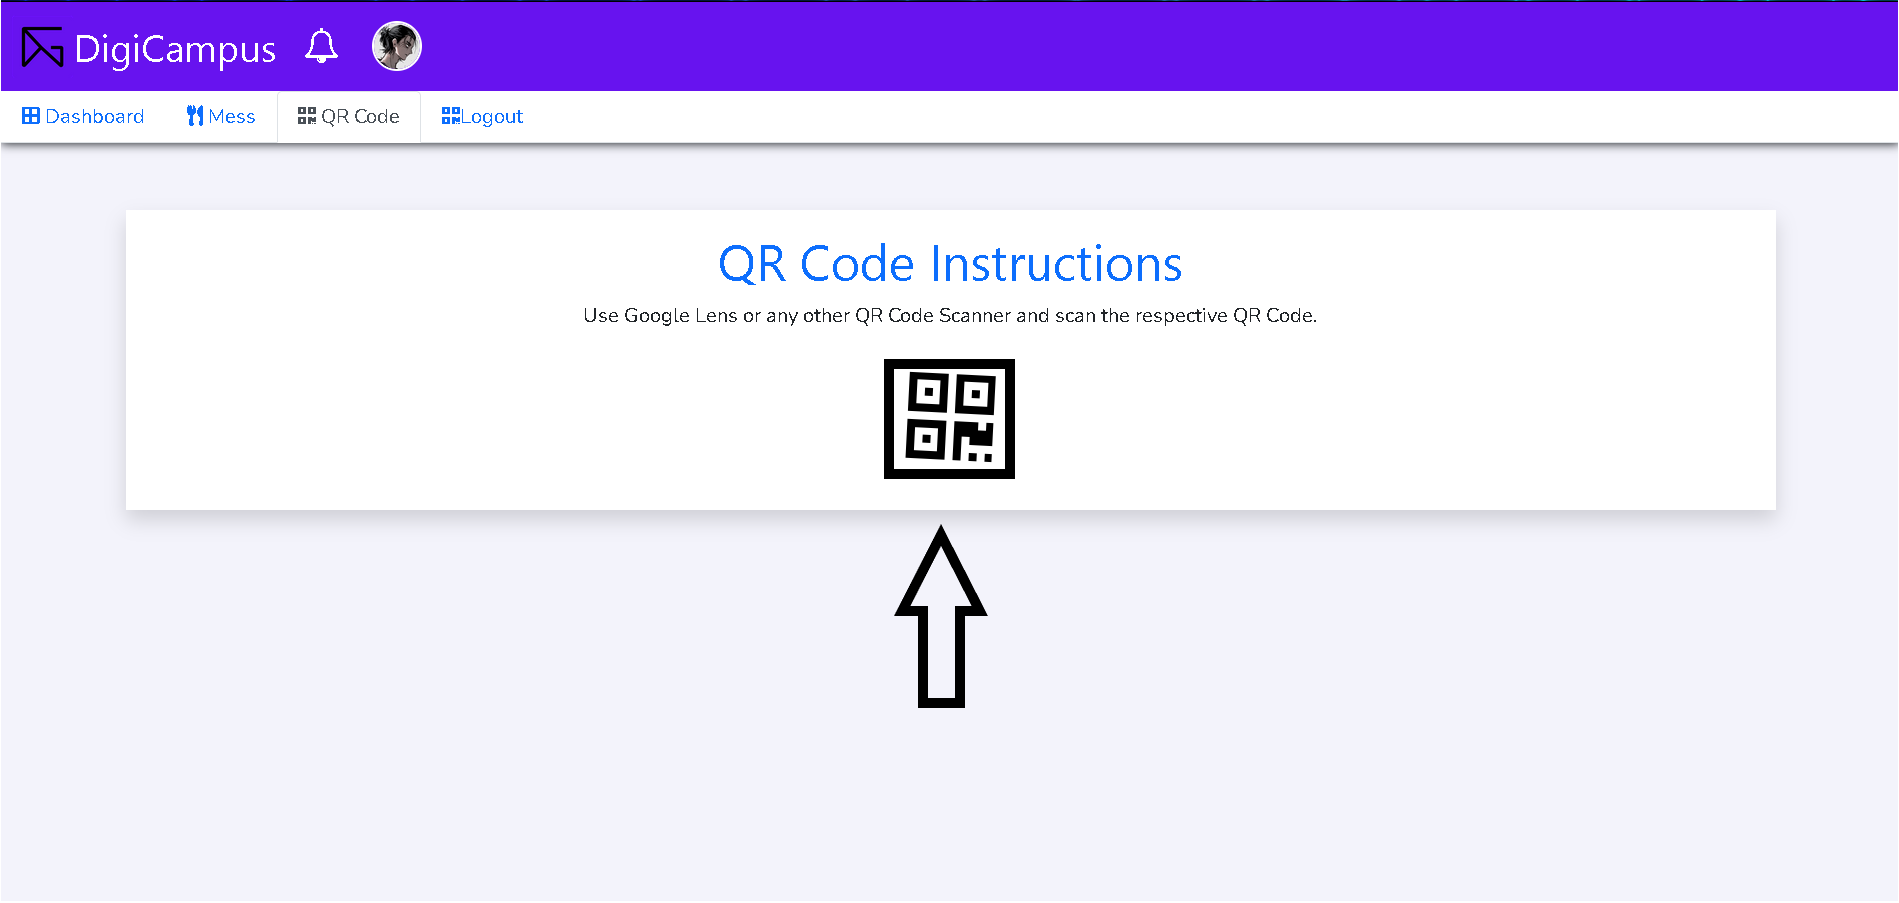 DigiCampus
Dashboard Mess QR Code Logout
QR Code Instructions
Use Google Lens or any other QR Code Scanner and scan the respective QR Code.